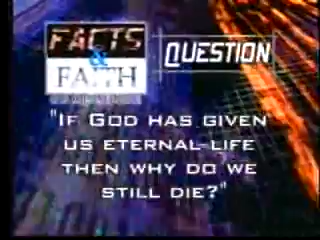 FACTS
& QUESTION
FAITH
"IF GOD HAS GIVEN
US ETERNAL-LIFE
THEN WHY DO WE
STILL DIE?"